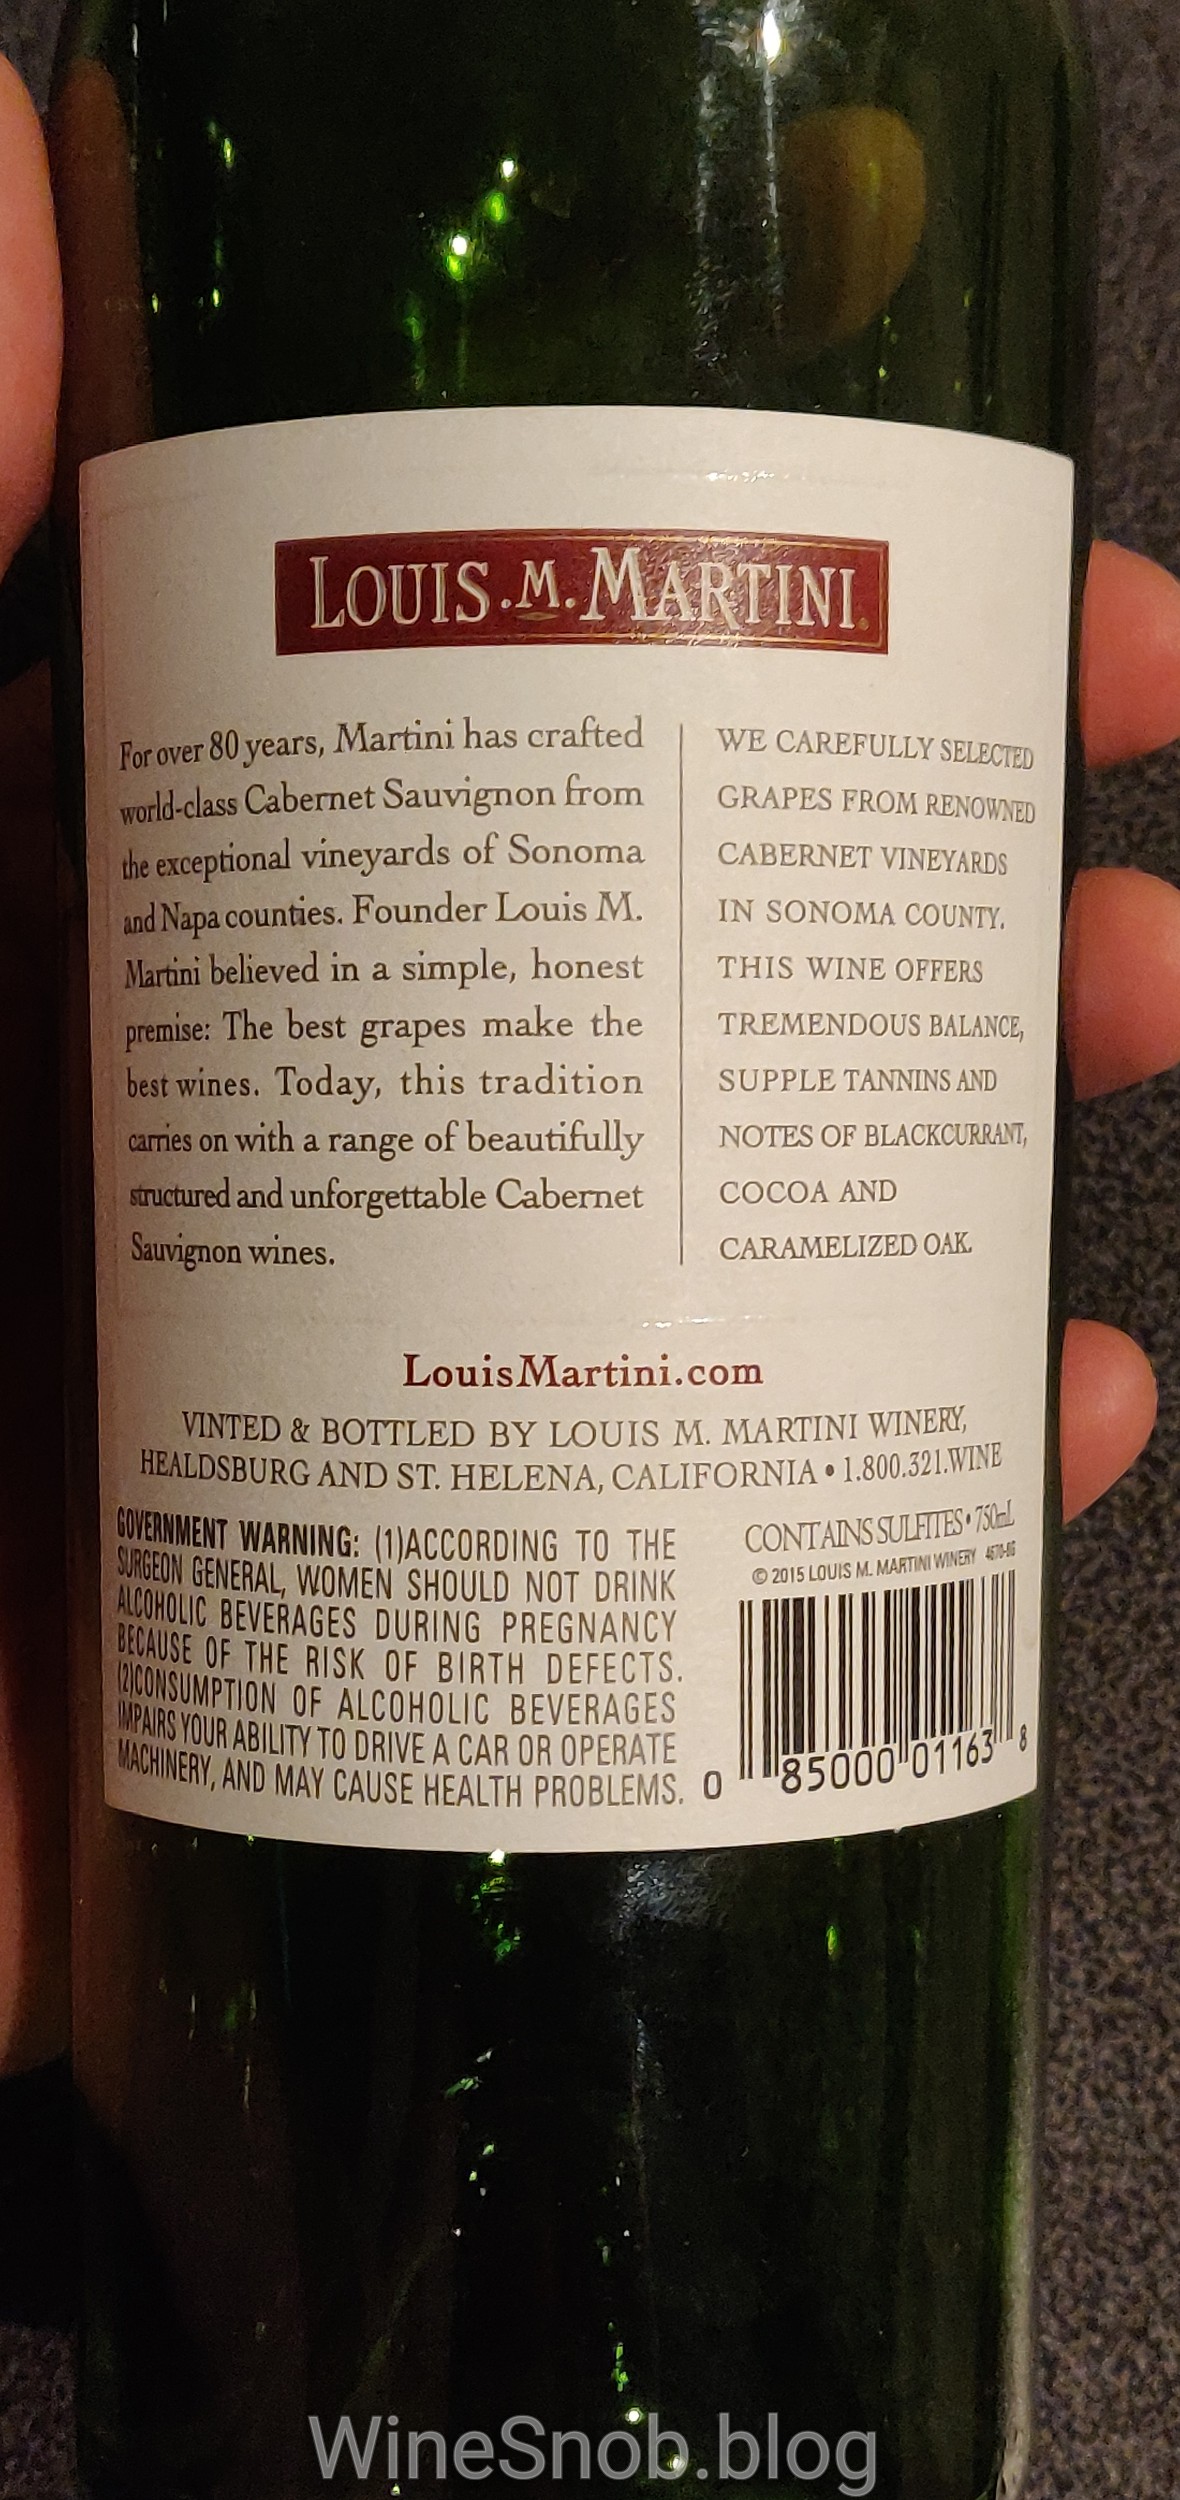 LOUIS.M.MARTINI.
For over 80 years, Martini has crafted
world-class Cabernet Sauvignon from
the exceptional vineyards of Sonoma
and Napa counties. Founder Louis M.
Martini believed in a simple, honest
premise: The best grapes make the
best wines. Today, this tradition
carries on with a range of beautifully
structured and unforgettable Cabernet
Sauvignon wines.
WE CAREFULLY SELECTED
GRAPES FROM RENOWNED
CABERNET VINEYARDS
IN SONOMA COUNTY.
THIS WINE OFFERS
TREMENDOUS BALANCE,
SUPPLE TANNINS AND
NOTES OF BLACKCURRANT,
COCOA AND
CARAMELIZED OAK.
LouisMartini.com
VINTED & BOTTLED BY LOUIS M. MARTINI WINERY,
HEALDSBURG AND ST. HELENA, CALIFORNIA • 1.800.321.WINE
GOVERNMENT WARNING: (1)ACCORDING TO THE
SURGEON GENERAL, WOMEN SHOULD NOT DRINK
ALCOHOLIC BEVERAGES DURING PREGNANCY
BECAUSE OF THE RISK OF BIRTH DEFECTS.
(2)CONSUMPTION OF ALCOHOLIC BEVERAGES
IMPAIRS YOUR ABILITY TO DRIVE A CAR OR OPERATE
MACHINERY, AND MAY CAUSE HEALTH PROBLEMS.
CONTAINS SULFITES • 750mL
© 2015 LOUIS M. MARTINI WINERY
0 85000 01163 8
WineSnob.blog